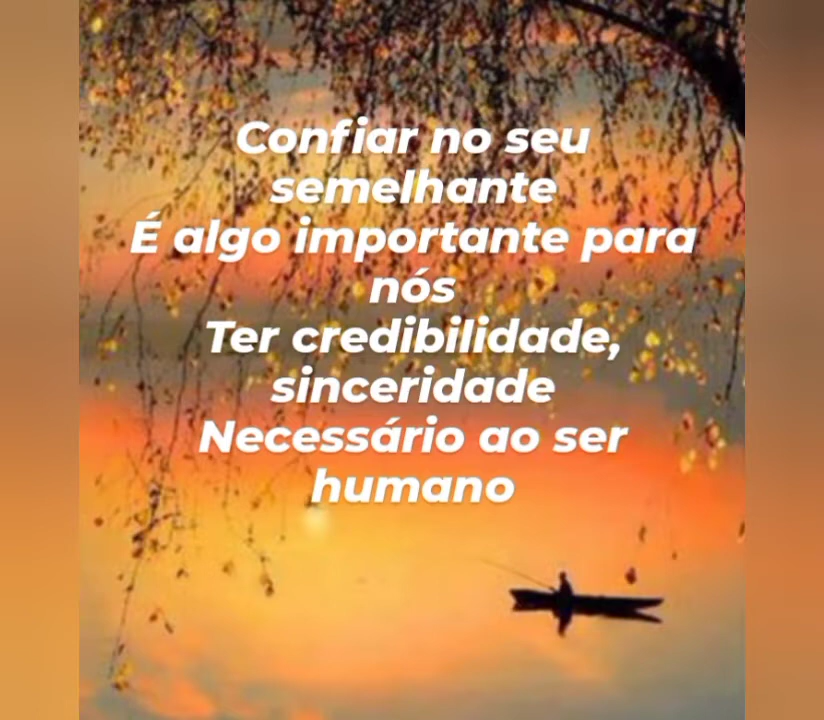 Confiar no seu
semelhante
É algo importante para
nós
Ter credibilidade,
sinceridade
Necessário ao ser
humano